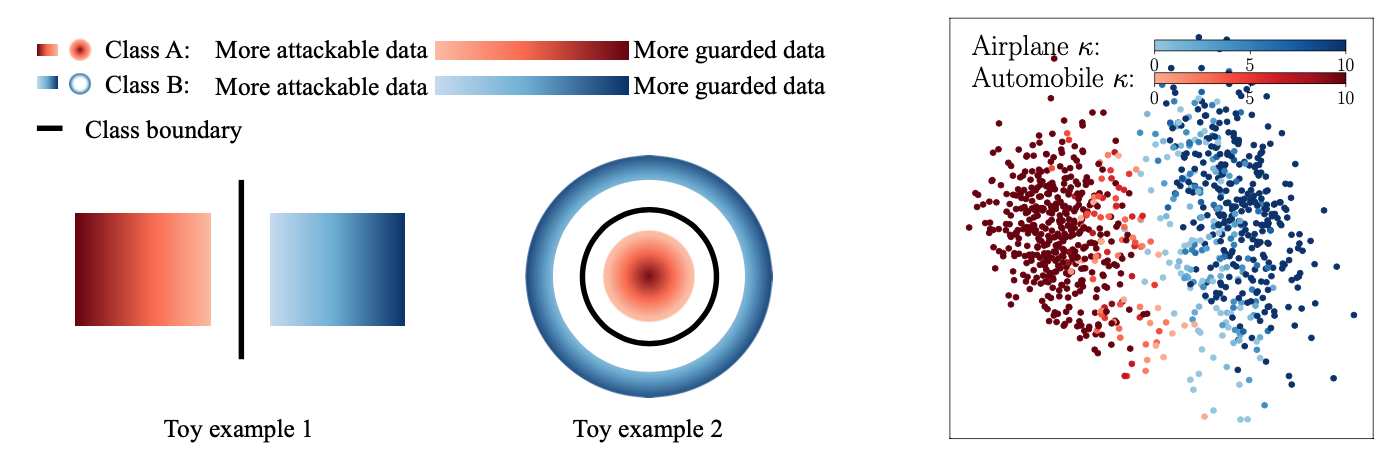 Class A: More attackable data More guarded data
Class B: More attackable data More guarded data
Class boundary
Toy example 1
Toy example 2
Airplane κ:
0 5 10
Automobile κ:
0 5 10